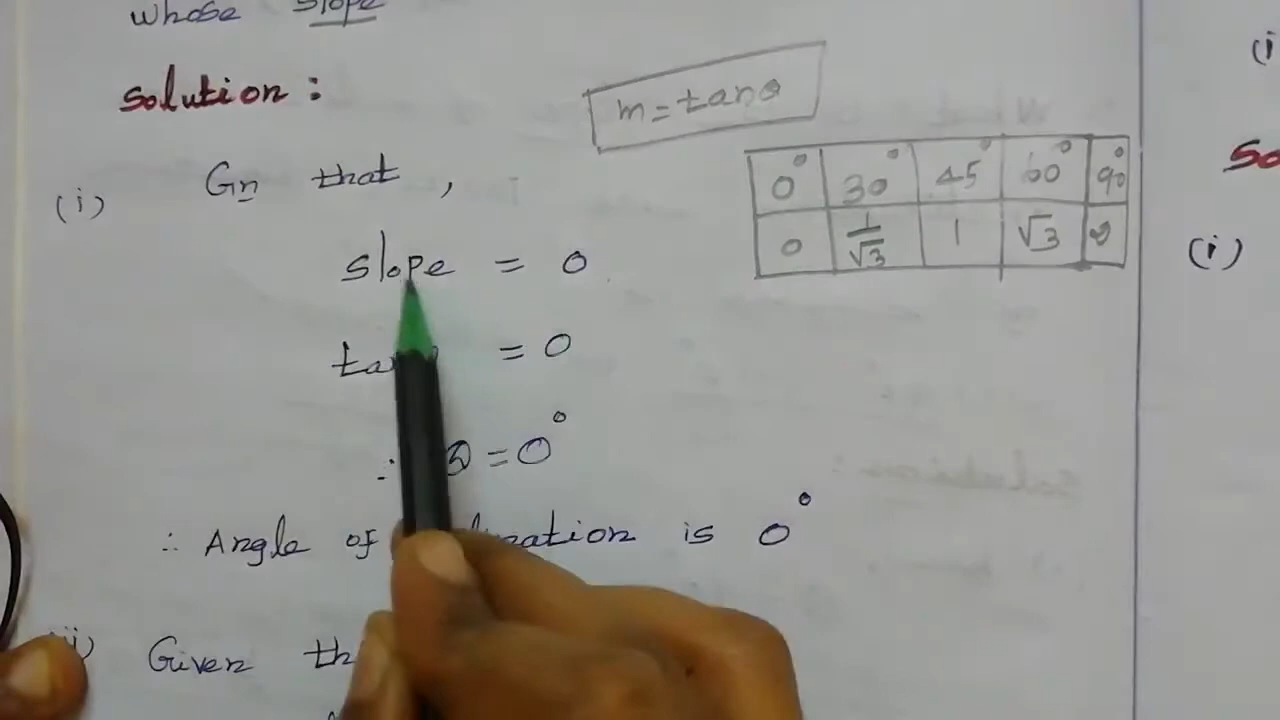 whose slope
Solution:
m = tanθ
0° 30° 45° 60° 90°
0 1/√3 1 √3
(i) Gn that,
slope = 0
= 0
∴ θ = 0°
∴ Angle of is 0°
Given
(i
(i)